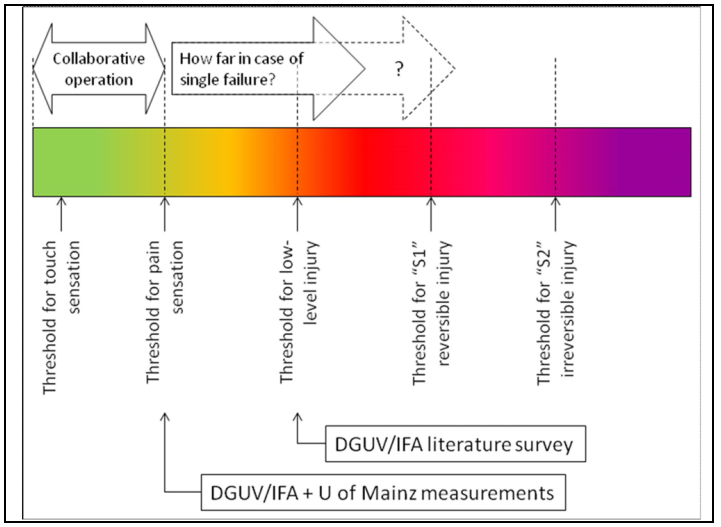 Collaborative
operation
How far in case of
single failure?
?
Threshold for touch
sensation
Threshold for pain
sensation
Threshold for low-
level injury
Threshold for “S1”
reversible injury
Threshold for “S2”
irreversible injury
DGUV/IFA literature survey
DGUV/IFA + U of Mainz measurements